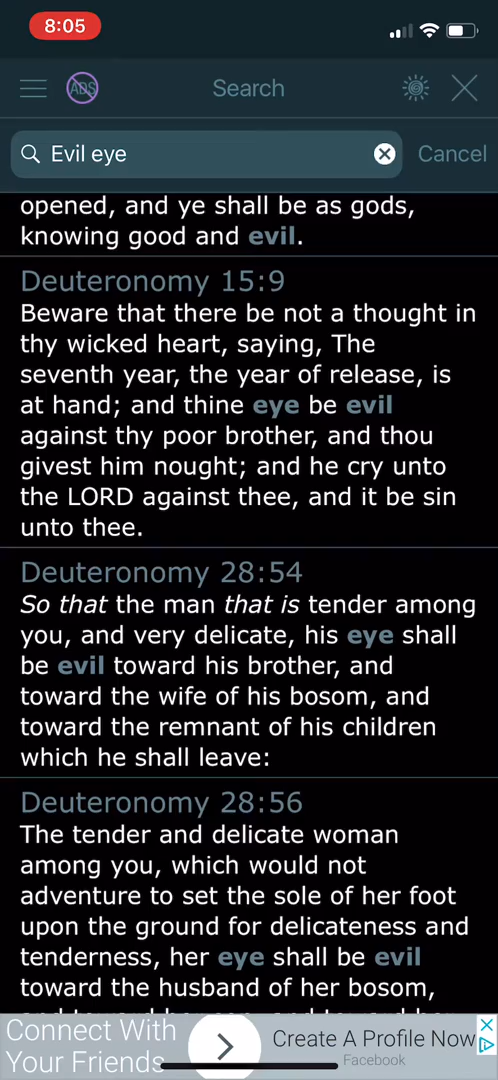 8:05
ADS
Search
Evil eye
Cancel
opened, and ye shall be as gods,
knowing good and evil.
Deuteronomy 15:9
Beware that there be not a thought in
thy wicked heart, saying, The
seventh year, the year of release, is
at hand; and thine eye be evil
against thy poor brother, and thou
givest him nought; and he cry unto
the LORD against thee, and it be sin
unto thee.
Deuteronomy 28:54
So that the man that is tender among
you, and very delicate, his eye shall
be evil toward his brother, and
toward the wife of his bosom, and
toward the remnant of his children
which he shall leave:
Deuteronomy 28:56
The tender and delicate woman
among you, which would not
adventure to set the sole of her foot
upon the ground for delicateness and
tenderness, her eye shall be evil
toward the husband of her bosom,
Connect With
Your Friends
Create A Profile Now
Facebook